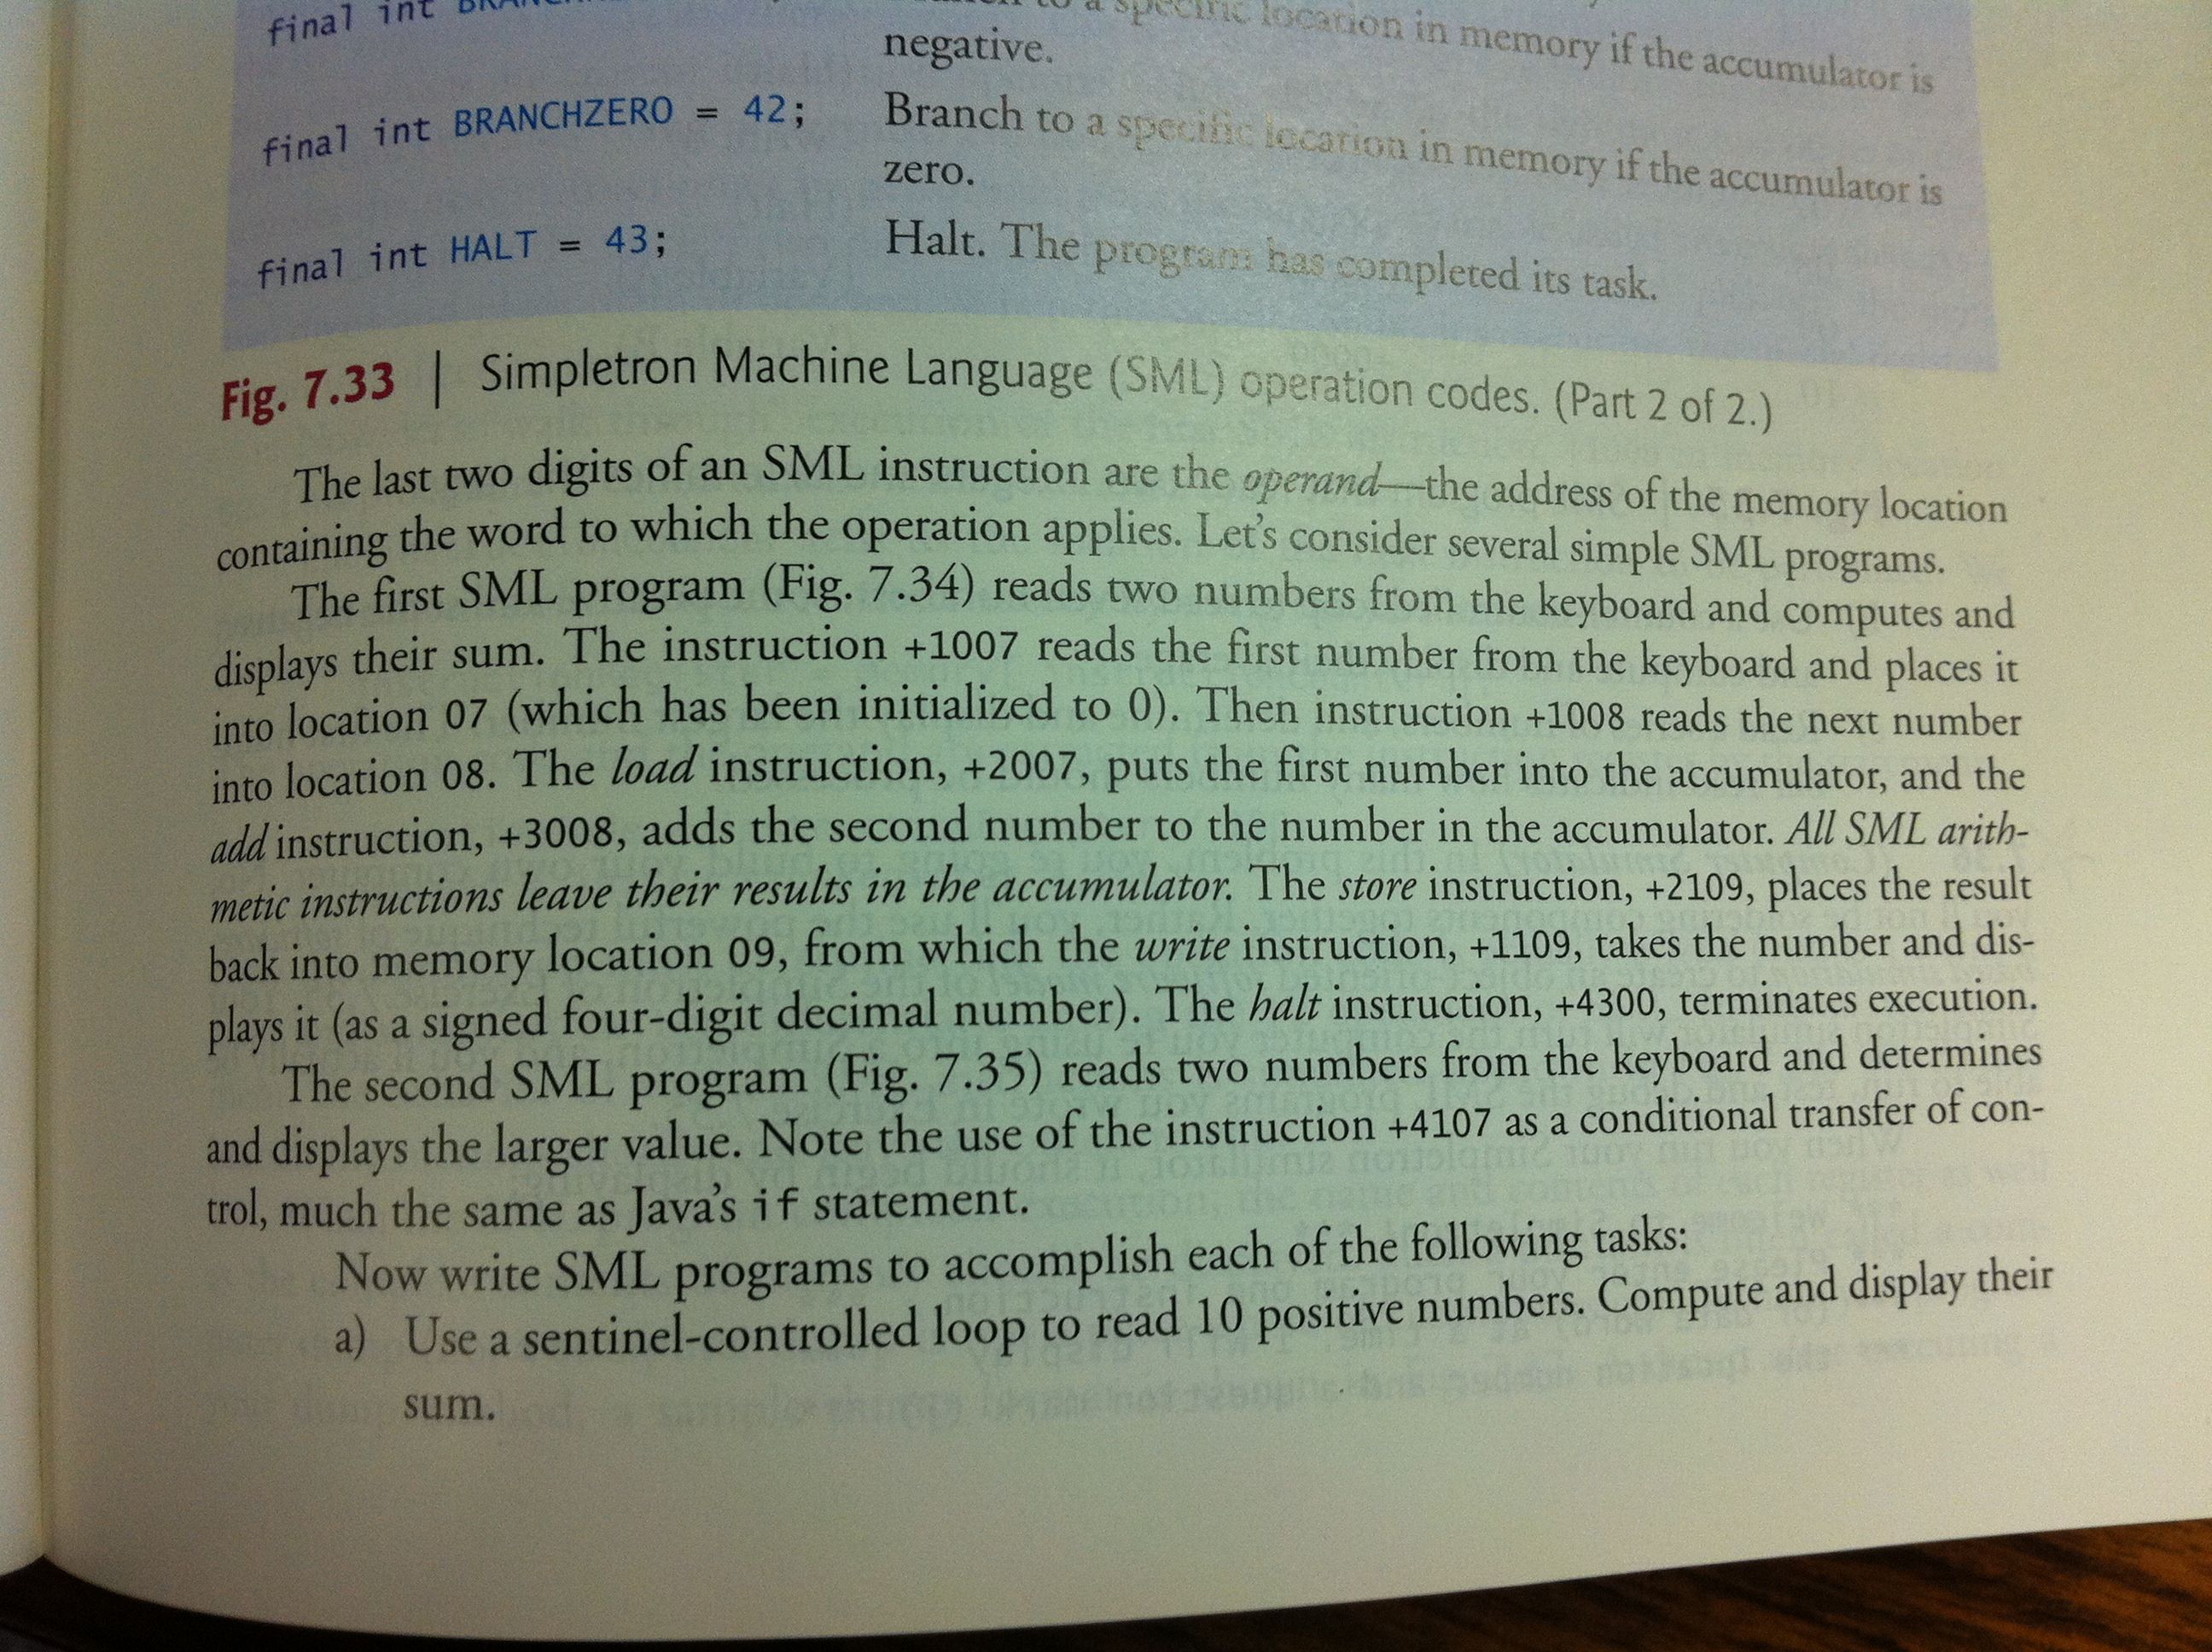 final int
negative.
a specific location in memory if the accumulator is
final int BRANCHZERO = 42;
Branch to a specific location in memory if the accumulator is
zero.
final int HALT = 43;
Halt. The program has completed its task.
Fig. 7.33 | Simpletron Machine Language (SML) operation codes. (Part 2 of 2.)
The last two digits of an SML instruction are the operand—the address of the memory location
containing the word to which the operation applies. Let's consider several simple SML programs.
The first SML program (Fig. 7.34) reads two numbers from the keyboard and computes and
displays their sum. The instruction +1007 reads the first number from the keyboard and places it
into location 07 (which has been initialized to 0). Then instruction +1008 reads the next number
into location 08. The load instruction, +2007, puts the first number into the accumulator, and the
add instruction, +3008, adds the second number to the number in the accumulator. All SML arith-
metic instructions leave their results in the accumulator. The store instruction, +2109, places the result
back into memory location 09, from which the write instruction, +1109, takes the number and dis-
plays it (as a signed four-digit decimal number). The halt instruction, +4300, terminates execution.
The second SML program (Fig. 7.35) reads two numbers from the keyboard and determines
and displays the larger value. Note the use of the instruction +4107 as a conditional transfer of con-
trol, much the same as Java's if statement.
Now write SML programs to accomplish each of the following tasks:
a) Use a sentinel-controlled loop to read 10 positive numbers. Compute and display their
sum.